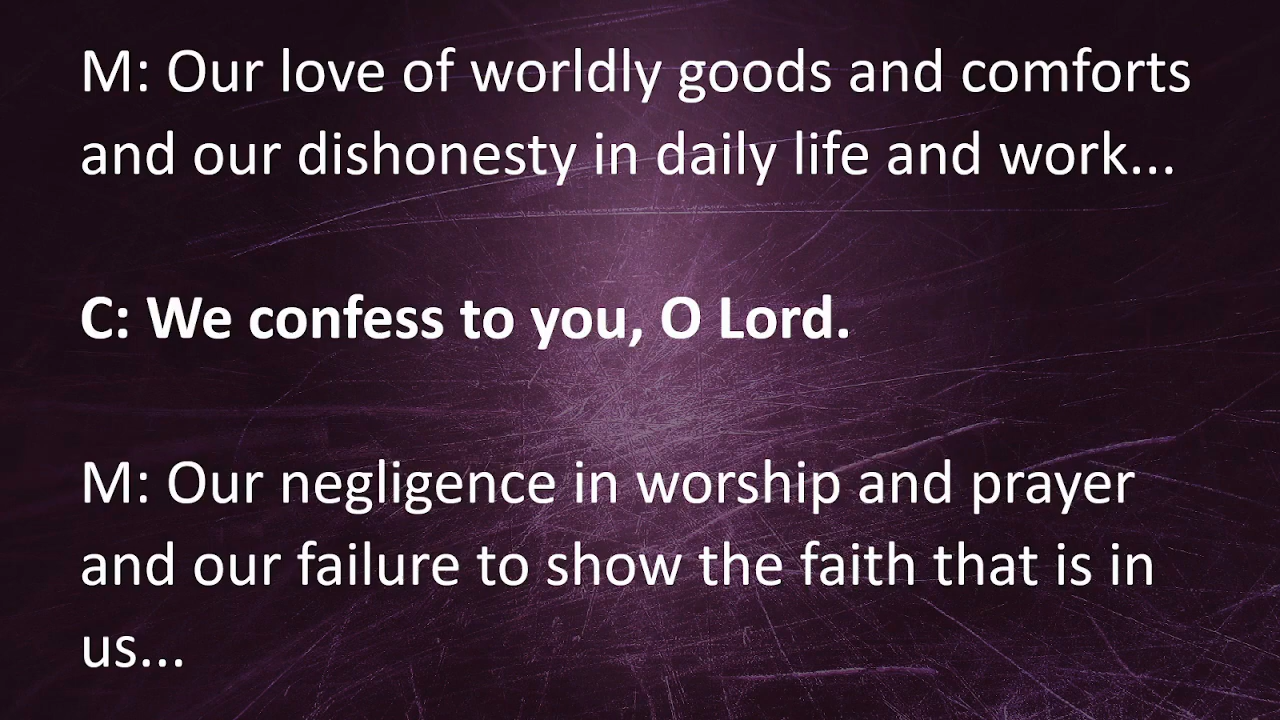 M: Our love of worldly goods and comforts
and our dishonesty in daily life and work...
C: We confess to you, O Lord.
M: Our negligence in worship and prayer
and our failure to show the faith that is in
us...